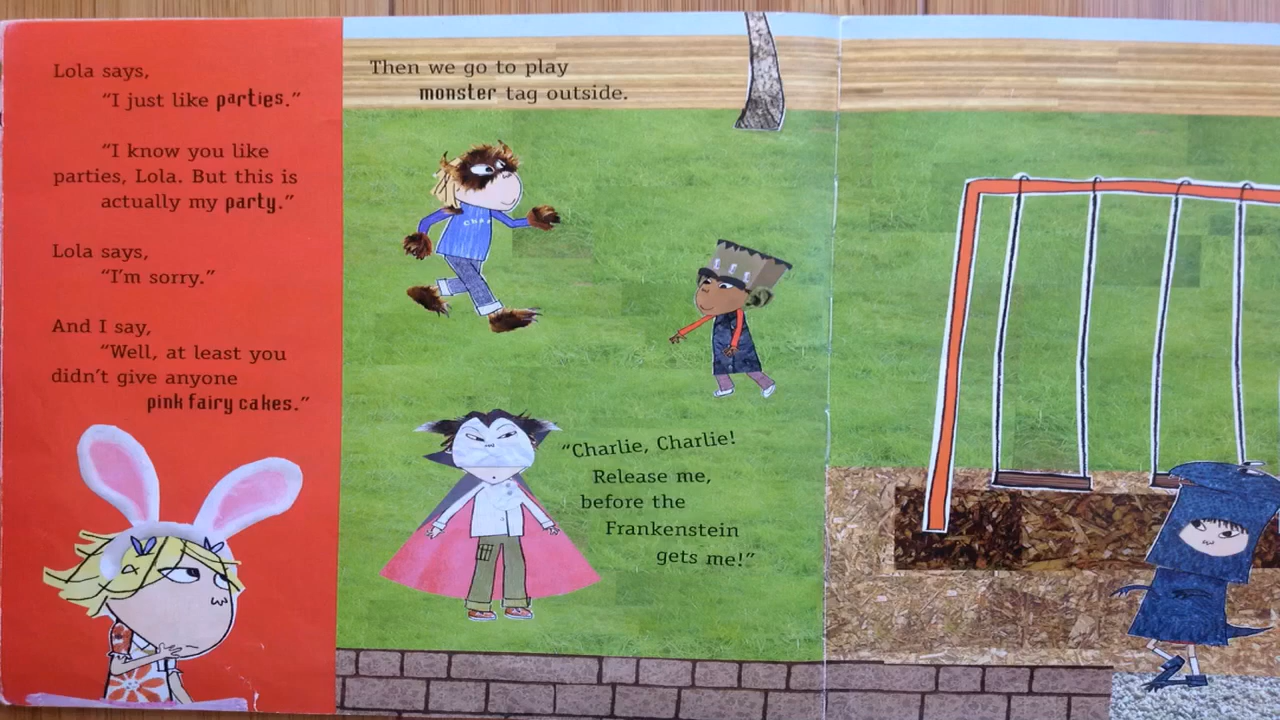 Lola says,
"I just like parties."
"I know you like
parties, Lola. But this is
actually my party."
Lola says,
"I'm sorry."
And I say,
"Well, at least you
didn't give anyone
pink fairy cakes."
Then we go to play
monster tag outside.
"Charlie, Charlie!
Release me,
before the
Frankenstein
gets me!"